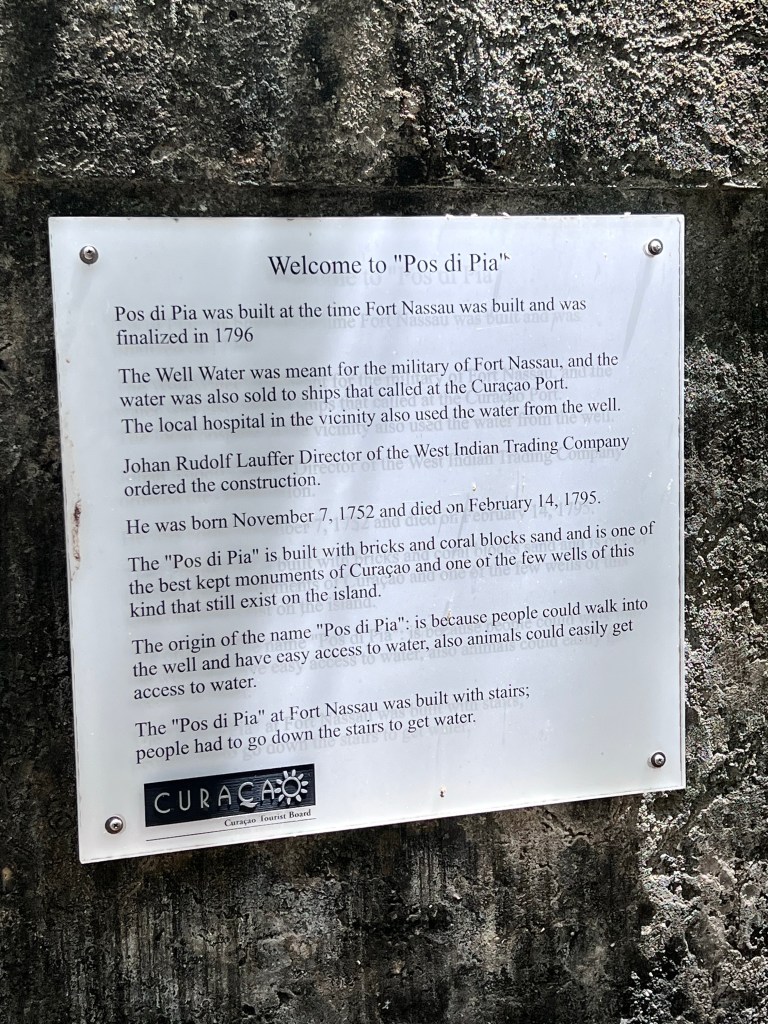 Welcome to "Pos di Pia"
Pos di Pia was built at the time Fort Nassau was built and was
finalized in 1796
The Well Water was meant for the military of Fort Nassau, and the
water was also sold to ships that called at the Curaçao Port.
The local hospital in the vicinity also used the water from the well.
Johan Rudolf Lauffer Director of the West Indian Trading Company
ordered the construction.
He was born November 7, 1752 and died on February 14, 1795.
The "Pos di Pia" is built with bricks and coral blocks sand and is one of
the best kept monuments of Curaçao and one of the few wells of this
kind that still exist on the island.
The origin of the name "Pos di Pia": is because people could walk into
the well and have easy access to water, also animals could easily get
access to water.
The "Pos di Pia" at Fort Nassau was built with stairs;
people had to go down the stairs to get water.
CURAÇAO
Curaçao Tourist Board